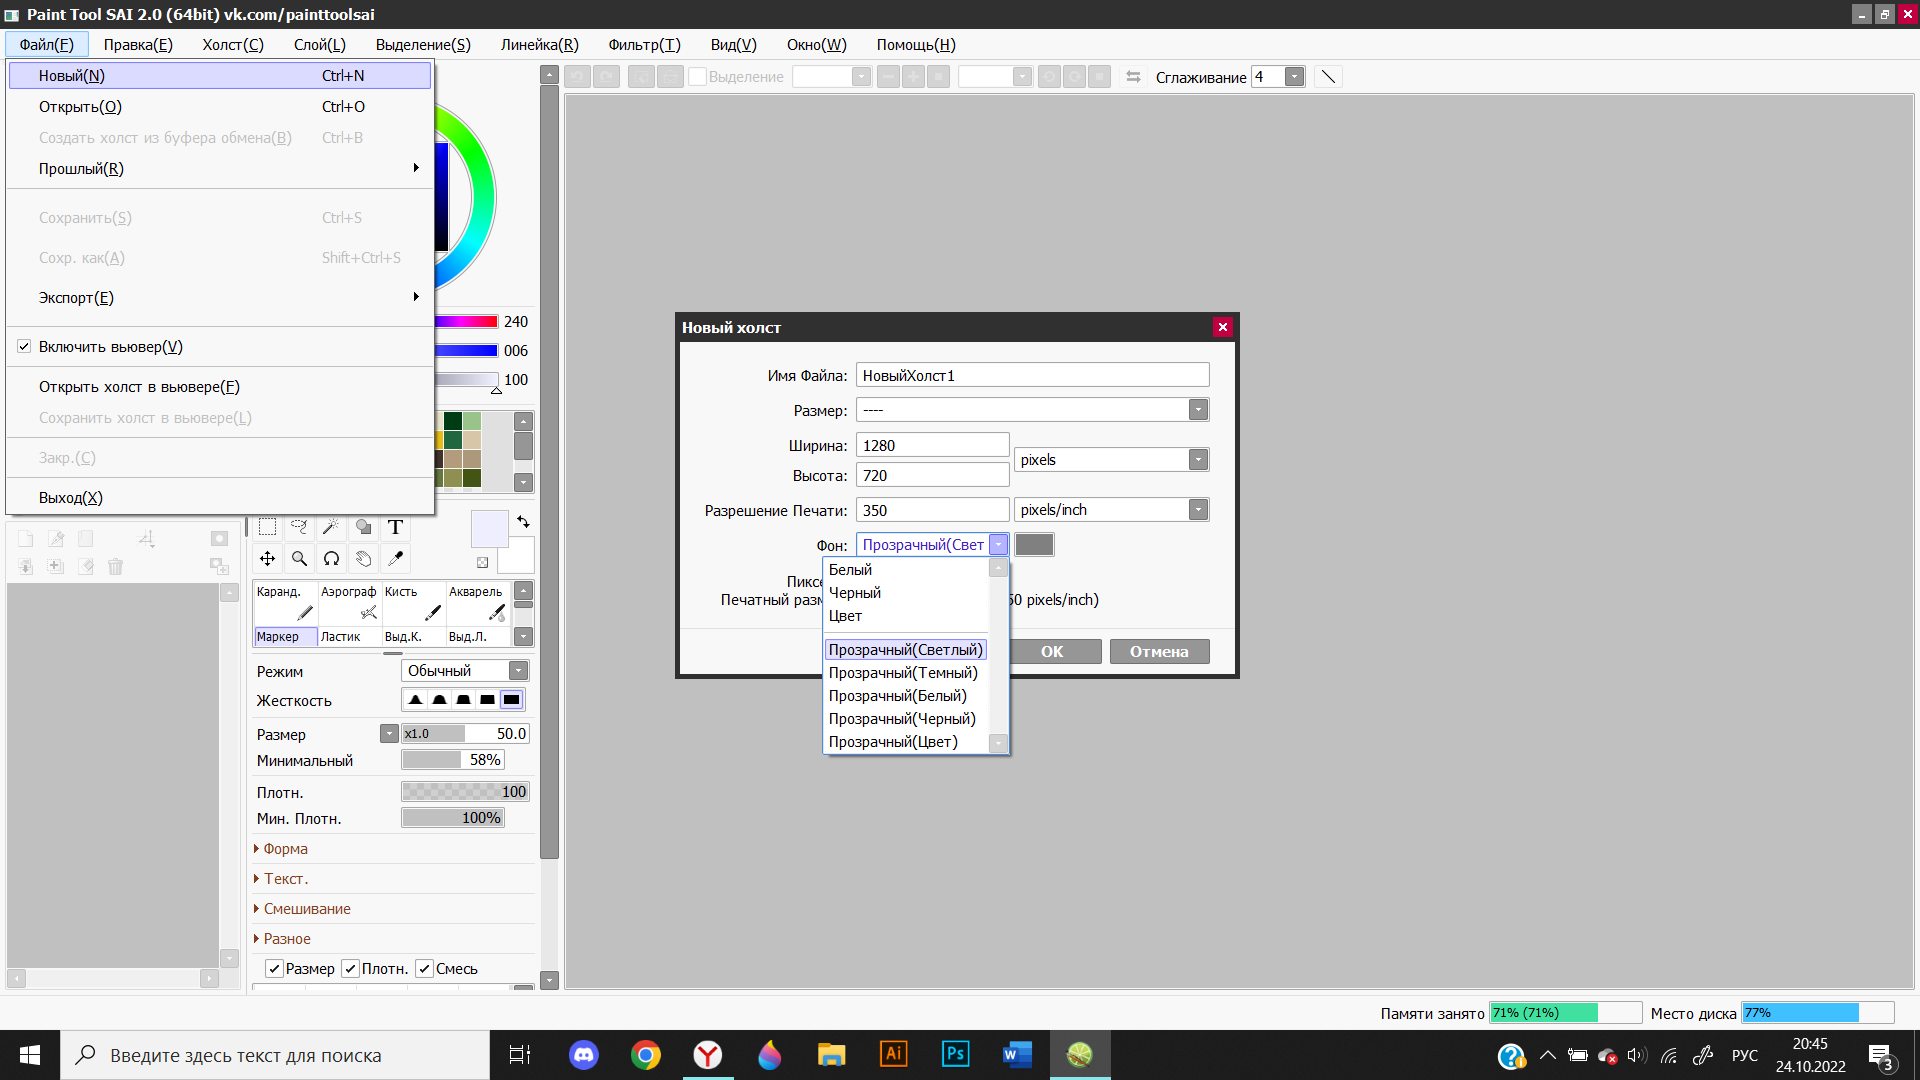 Paint Tool SAI 2.0 (64bit) vk.com/painttoolsai
Файл(F) Правка(E) Холст(C) Слой(L) Выделение(S) Линейка(R) Фильтр(T) Вид(V) Окно(W) Помощь(H)
Новый(N) Ctrl+N
Открыть(O) Ctrl+O
Создать холст из буфера обмена(B) Ctrl+B
Прошлый(R)
Сохранить(S) Ctrl+S
Сохр. как(A) Shift+Ctrl+S
Экспорт(E)
Включить вьювер(V)
Открыть холст в вьювере(F)
Сохранить холст в вьювере(L)
Закр.(C)
Выход(X)
Выделение
Сглаживание 4
240
006
100
T
Каранд. Аэрограф Кисть Акварель
Маркер Ластик Выд.К. Выд.Л.
Режим Обычный
Жесткость
Размер x1.0 50.0
Минимальный 58%
Плотн. 100
Мин. Плотн. 100%
Форма
Текст.
Смешивание
Разное
Размер Плотн. Смесь
Новый холст
Имя Файла: НовыйХолст1
Размер: ----
Ширина: 1280
pixels
Высота: 720
Разрешение Печати: 350 pixels/inch
Фон: Прозрачный(Свет
Белый
Черный
Цвет
Прозрачный(Светлый)
Прозрачный(Темный)
Прозрачный(Белый)
Прозрачный(Черный)
Прозрачный(Цвет)
Пиксе
Печатный разм 50 pixels/inch)
OK Отмена
Памяти занято 71% (71%) Место диска 77%
Введите здесь текст для поиска
Ai
Ps
W
РУС
20:45
24.10.2022
3